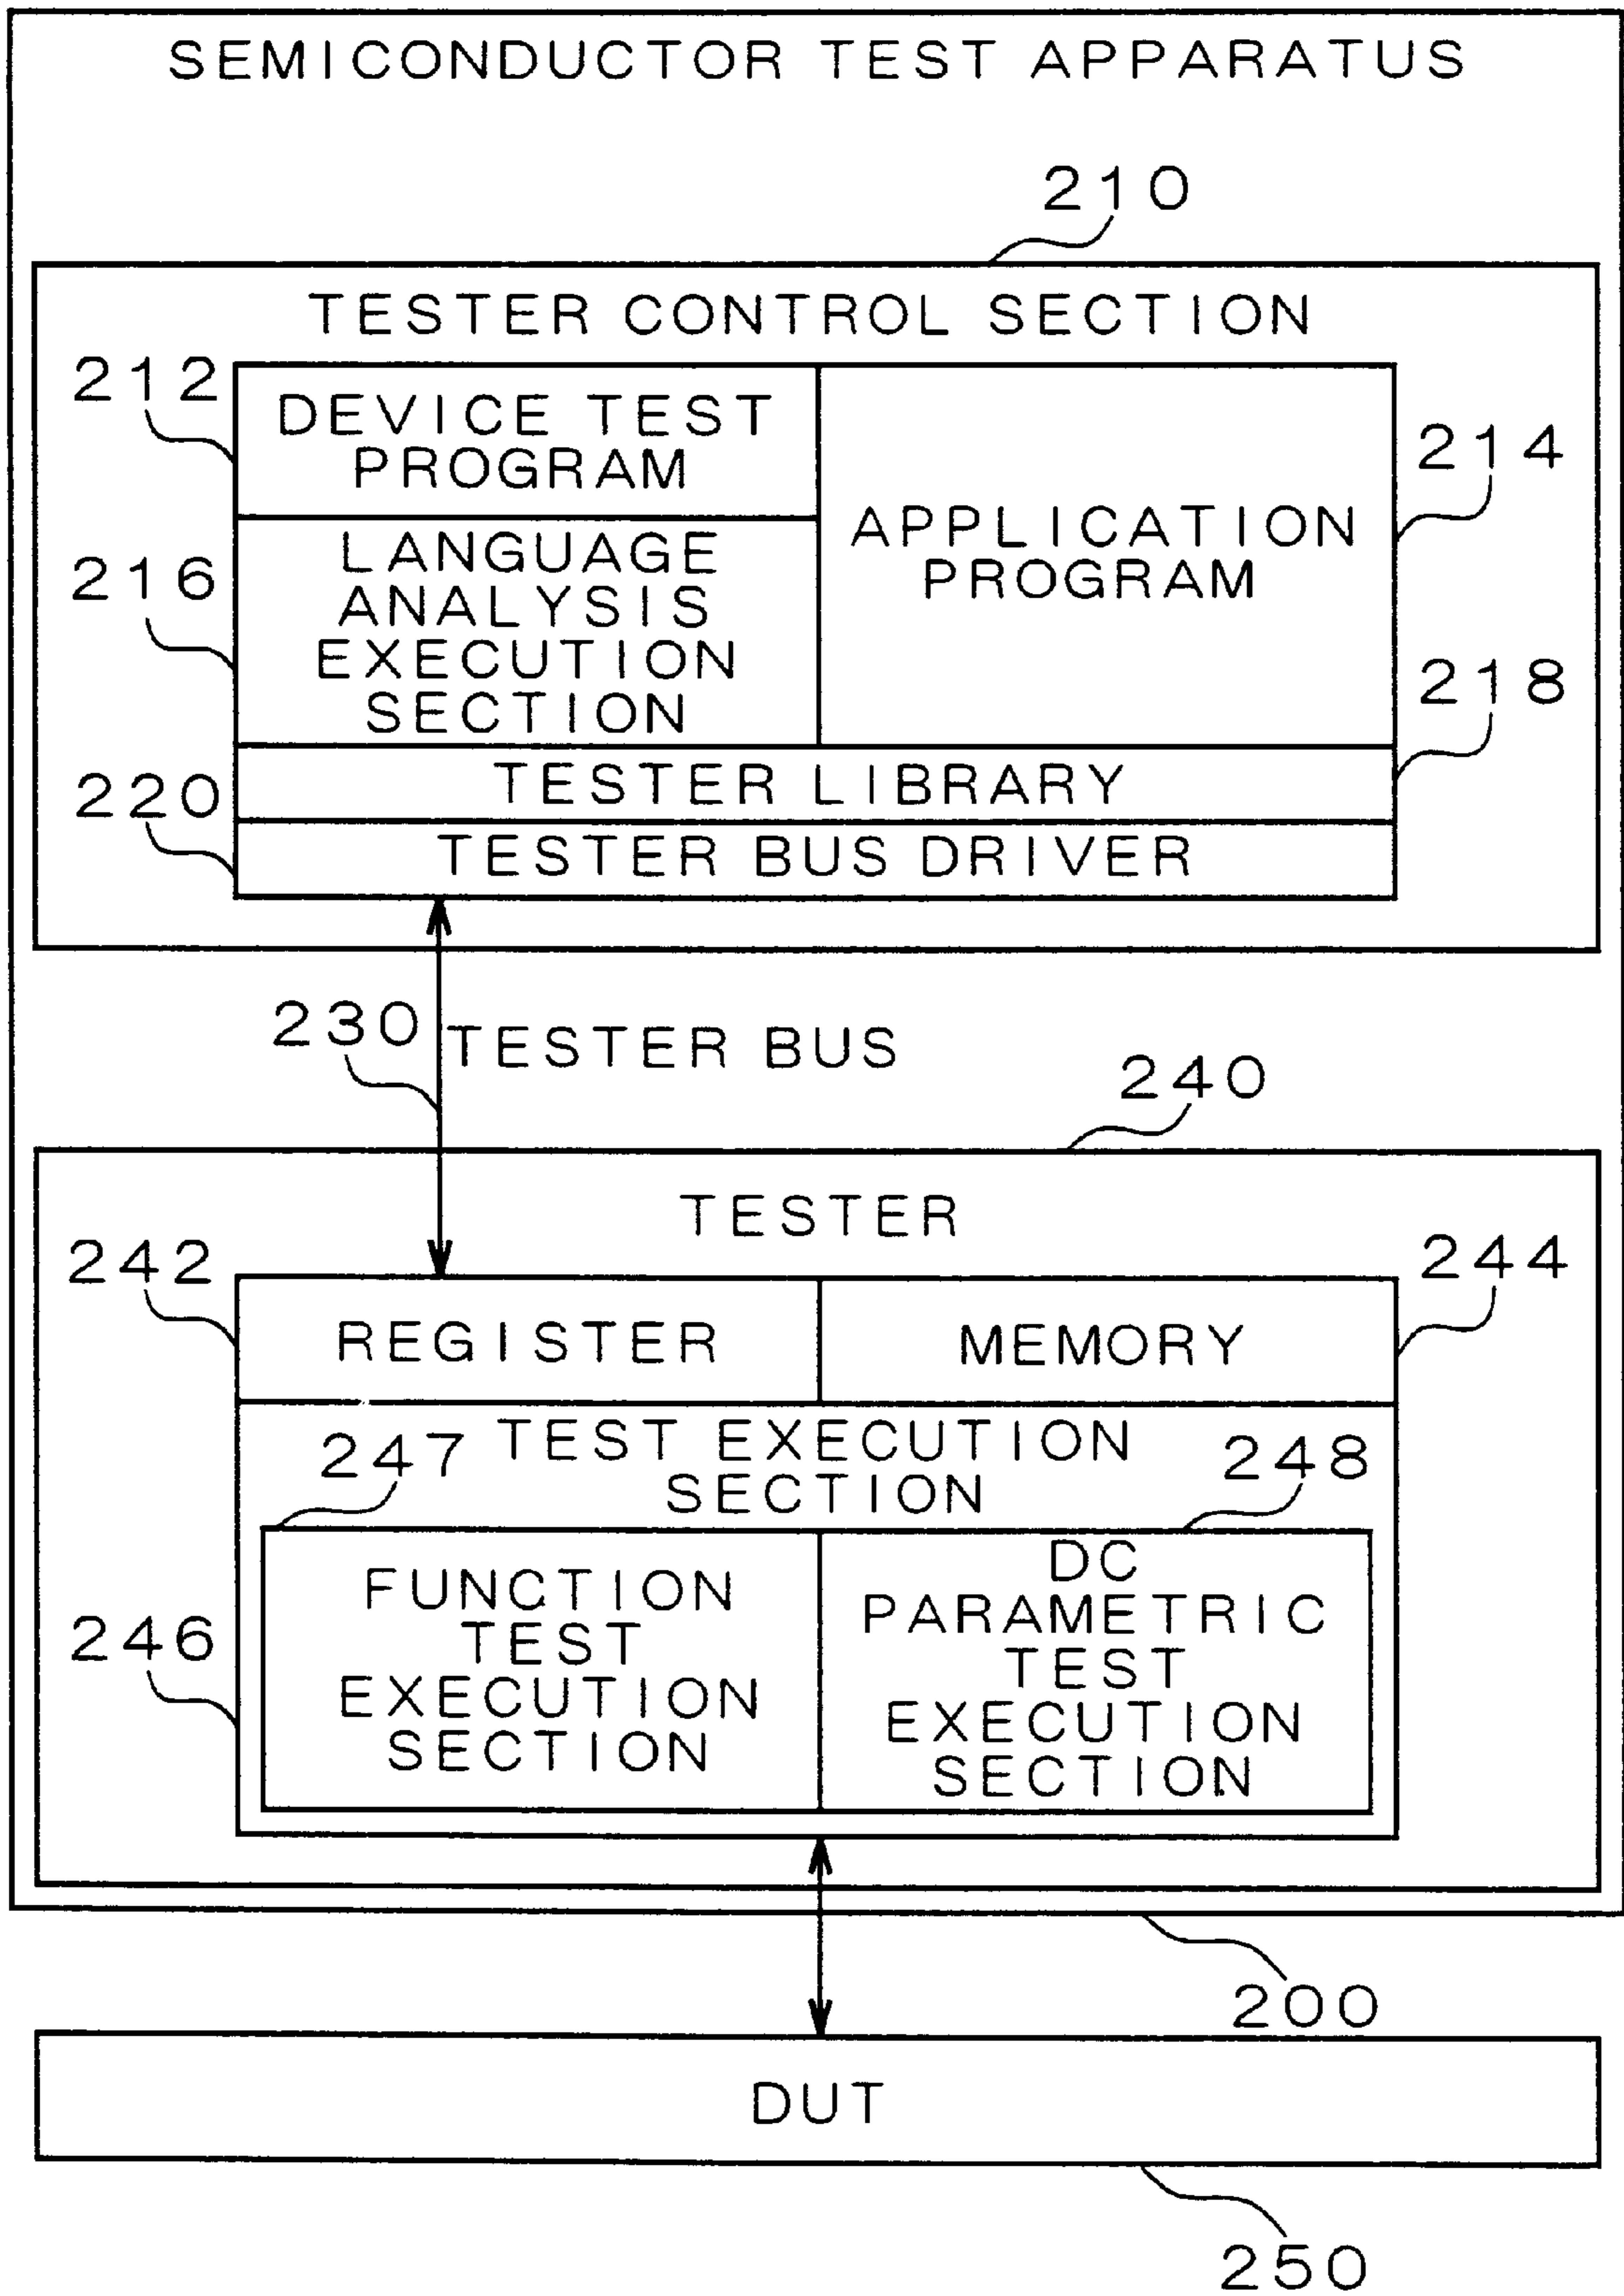 SEMICONDUCTOR TEST APPARATUS
210
TESTER CONTROL SECTION
212
DEVICE TEST
PROGRAM
214
APPLICATION
PROGRAM
216
LANGUAGE
ANALYSIS
EXECUTION
SECTION
218
TESTER LIBRARY
220
TESTER BUS DRIVER
230
TESTER BUS
240
TESTER
242
REGISTER
MEMORY
244
TEST EXECUTION
SECTION
247
248
246
FUNCTION
TEST
EXECUTION
SECTION
DC
PARAMETRIC
TEST
EXECUTION
SECTION
200
DUT
250